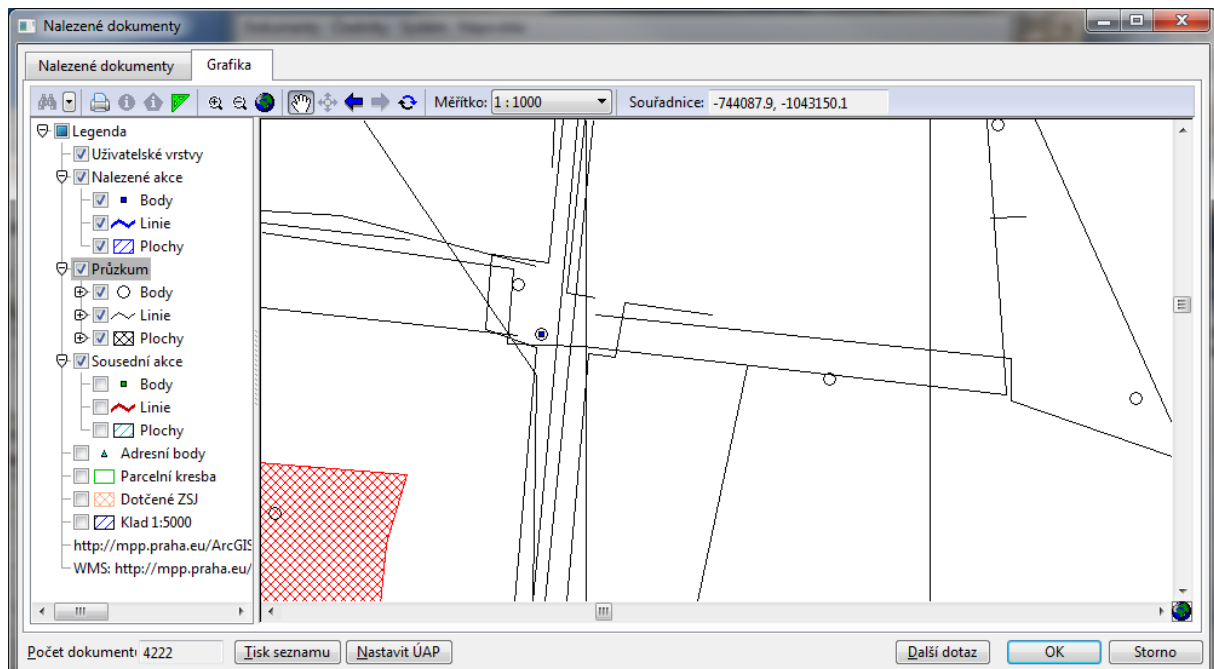 Nalezené dokumenty
Nalezené dokumenty
Grafika
Měřítko: 1 : 1000
Souřadnice: -744087.9, -1043150.1
Legenda
Uživatelské vrstvy
Nalezené akce
Body
Linie
Plochy
Průzkum
Body
Linie
Plochy
Sousední akce
Body
Linie
Plochy
Adresní body
Parcelní kresba
Dotčené ZSJ
Klad 1:5000
http://mpp.praha.eu/ArcGIS
WMS: http://mpp.praha.eu/
Počet dokument 4222
Tisk seznamu
Nastavit ÚAP
Další dotaz
OK
Storno